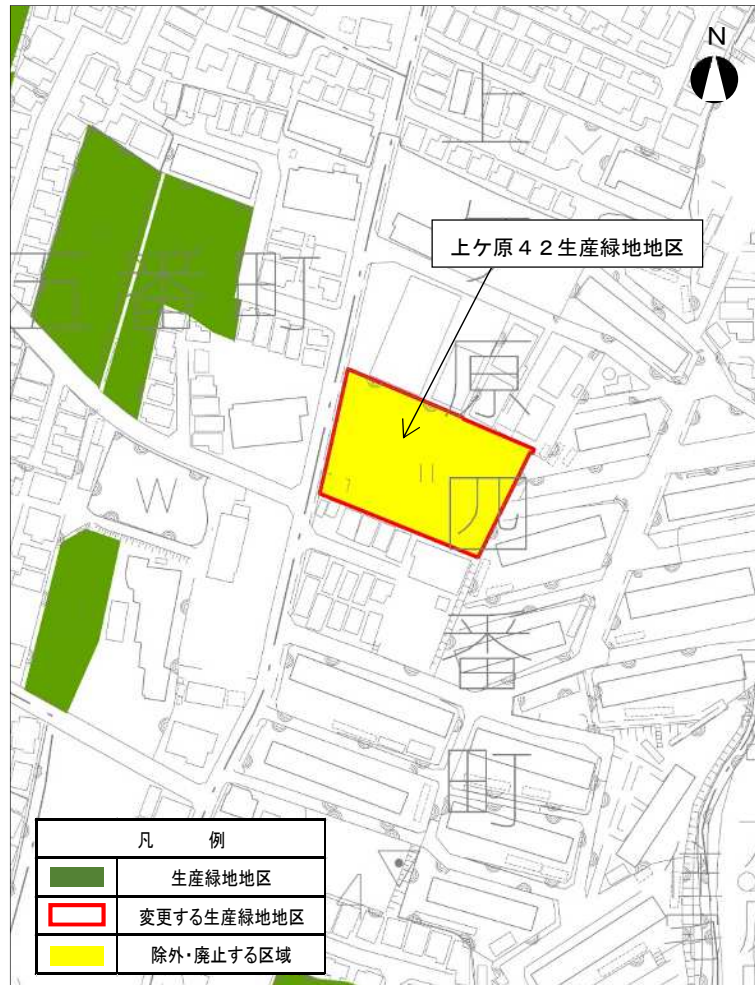 N
上
ケ
上ケ原42生産緑地地区
五番町
原
四
W
番
町
凡 例
生産緑地地区
変更する生産緑地地区
除外・廃止する区域